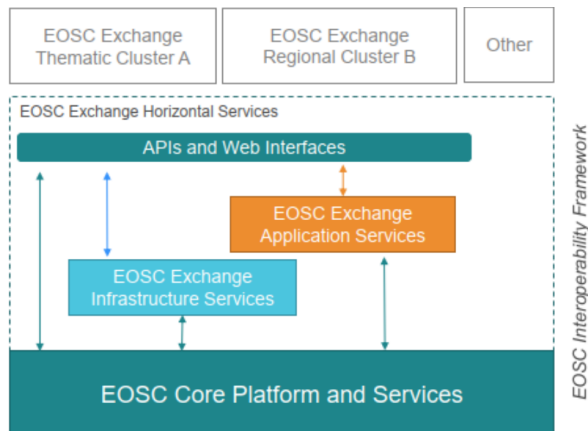 EOSC Exchange
Thematic Cluster A
EOSC Exchange
Regional Cluster B
Other
EOSC Exchange Horizontal Services
APIs and Web Interfaces
EOSC Exchange
Application Services
EOSC Exchange
Infrastructure Services
EOSC Core Platform and Services
EOSC Interoperability Framework